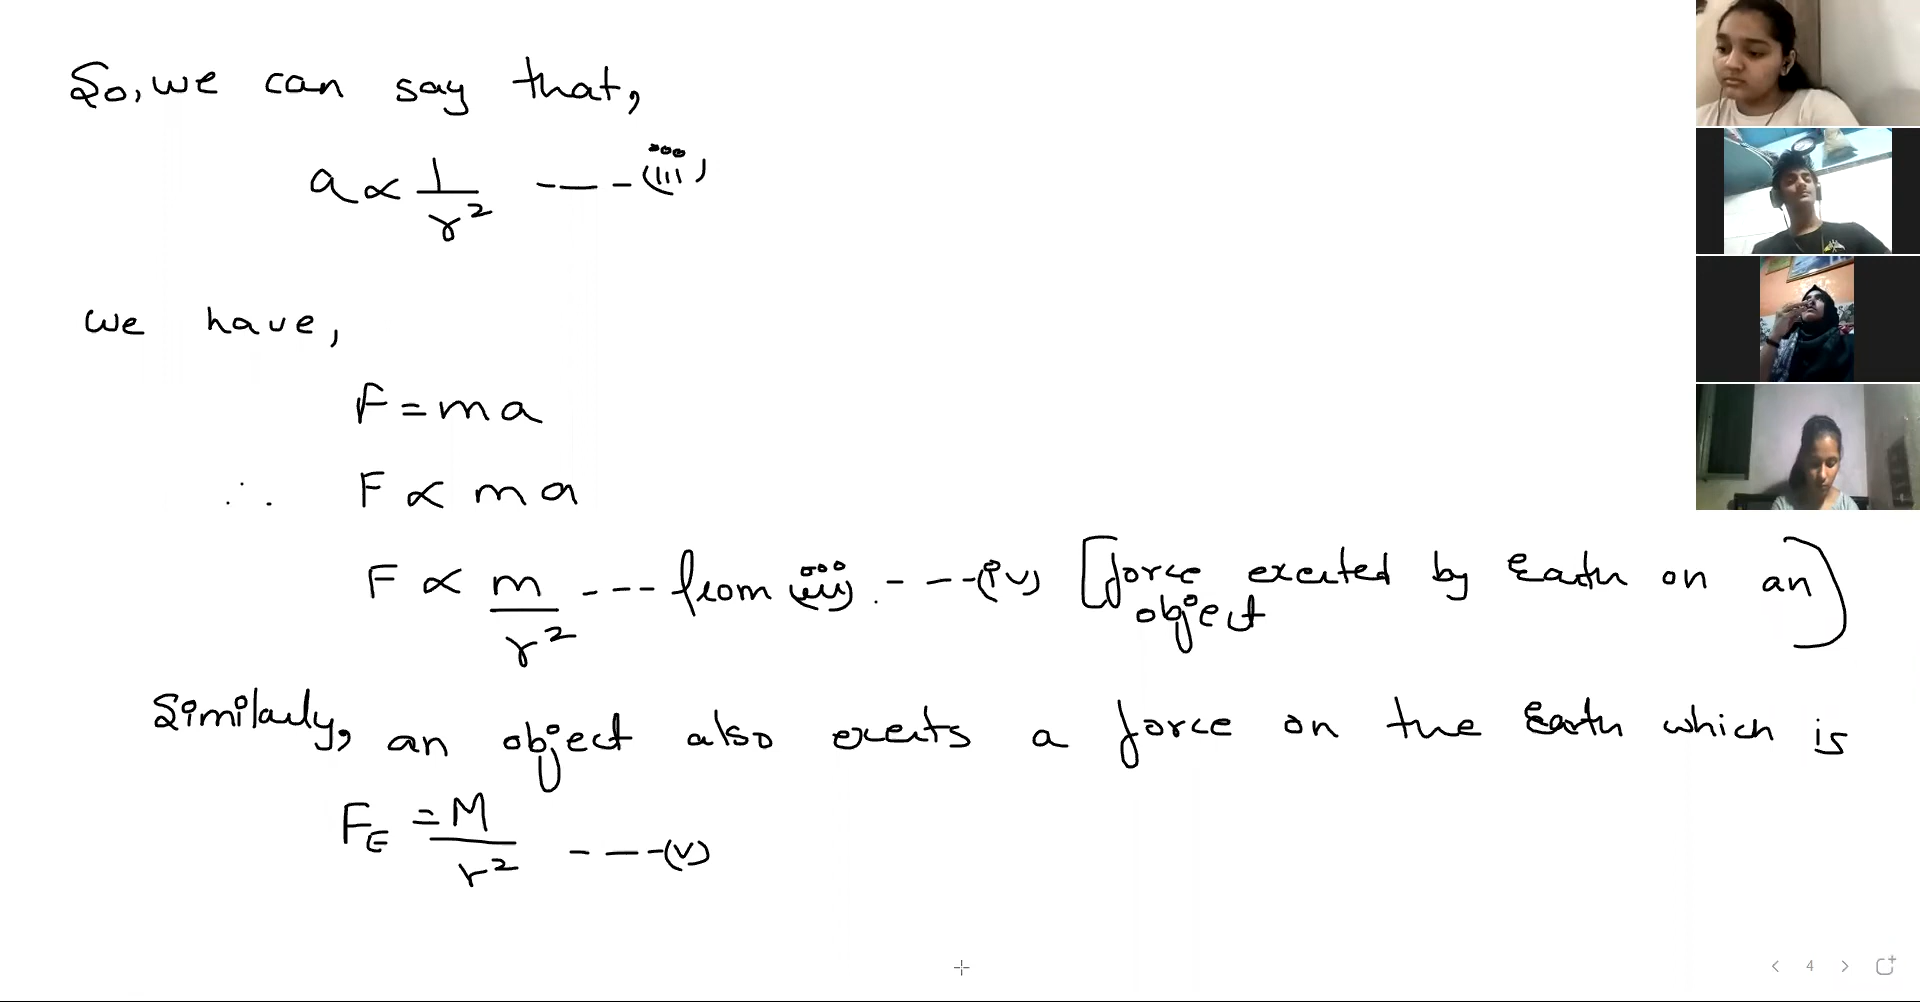 So, we can say that,
a ∝ 1/r² ---- (iii)
we have,
F = ma
∴ F ∝ ma
F ∝ m/r² --- from (iii). ---- (iv) [force exerted by Earth on an
object]
Similarly, an object also exerts a force on the Earth which is
F_E = M/r² ---- (v)
4